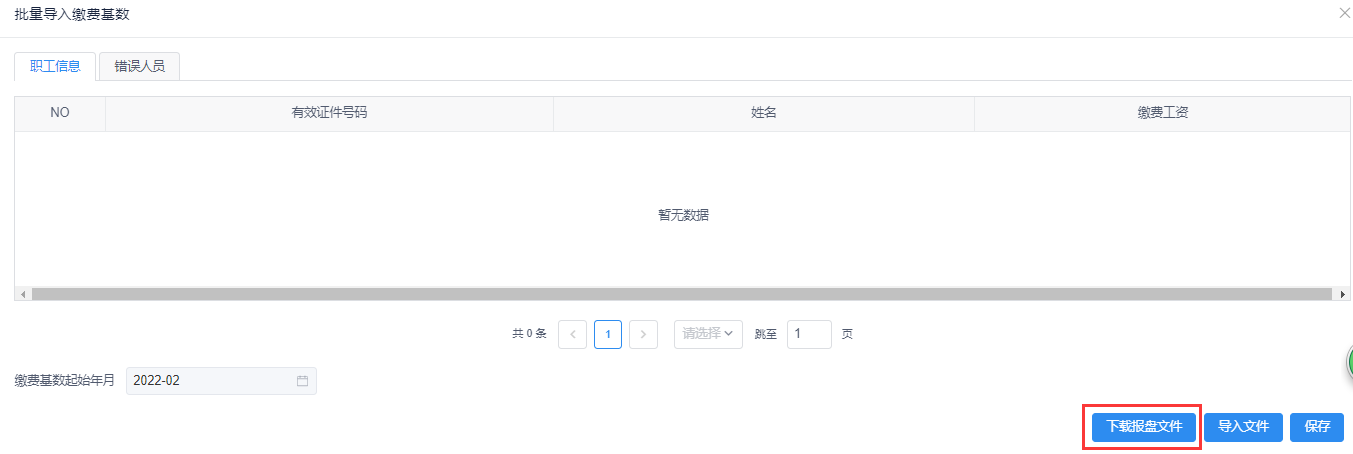 批量导入缴费基数
职工信息 错误人员
NO 有效证件号码 姓名 缴费工资
暂无数据
共 0 条 1 请选择 跳至 1 页
缴费基数起始年月 2022-02
下载报盘文件 导入文件 保存